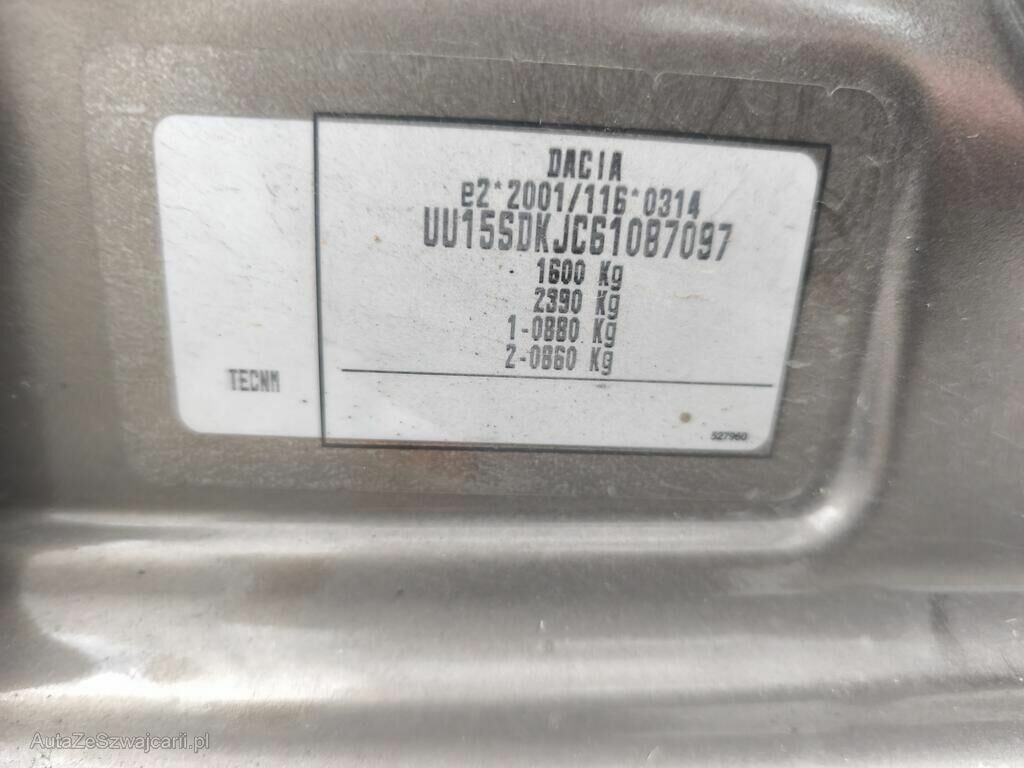 DACIA
e2*2001/116*0314
UU15SDKJC61087097
1600 Kg
2390 Kg
1-0880 Kg
2-0860 Kg
TECNM
527960
AutaZeSzwajcarii.pl